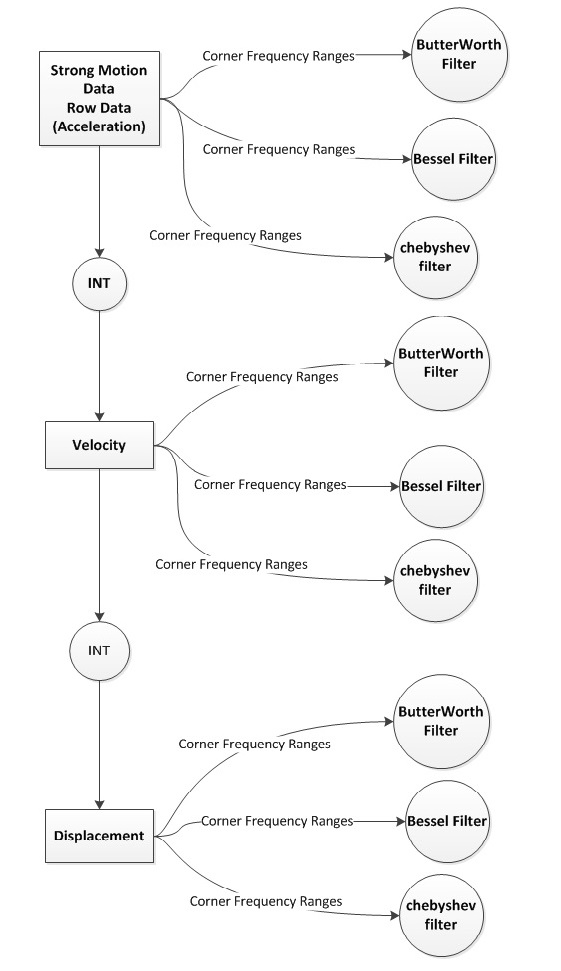 Strong Motion
Data
Row Data
(Acceleration)
Corner Frequency Ranges
ButterWorth
Filter
Corner Frequency Ranges
Bessel Filter
Corner Frequency Ranges
chebyshev
filter
INT
Corner Frequency Ranges
ButterWorth
Filter
Velocity
Corner Frequency Ranges
Bessel Filter
Corner Frequency Ranges
chebyshev
filter
INT
Corner Frequency Ranges
ButterWorth
Filter
Displacement
Corner Frequency Ranges
Bessel Filter
Corner Frequency Ranges
chebyshev
filter